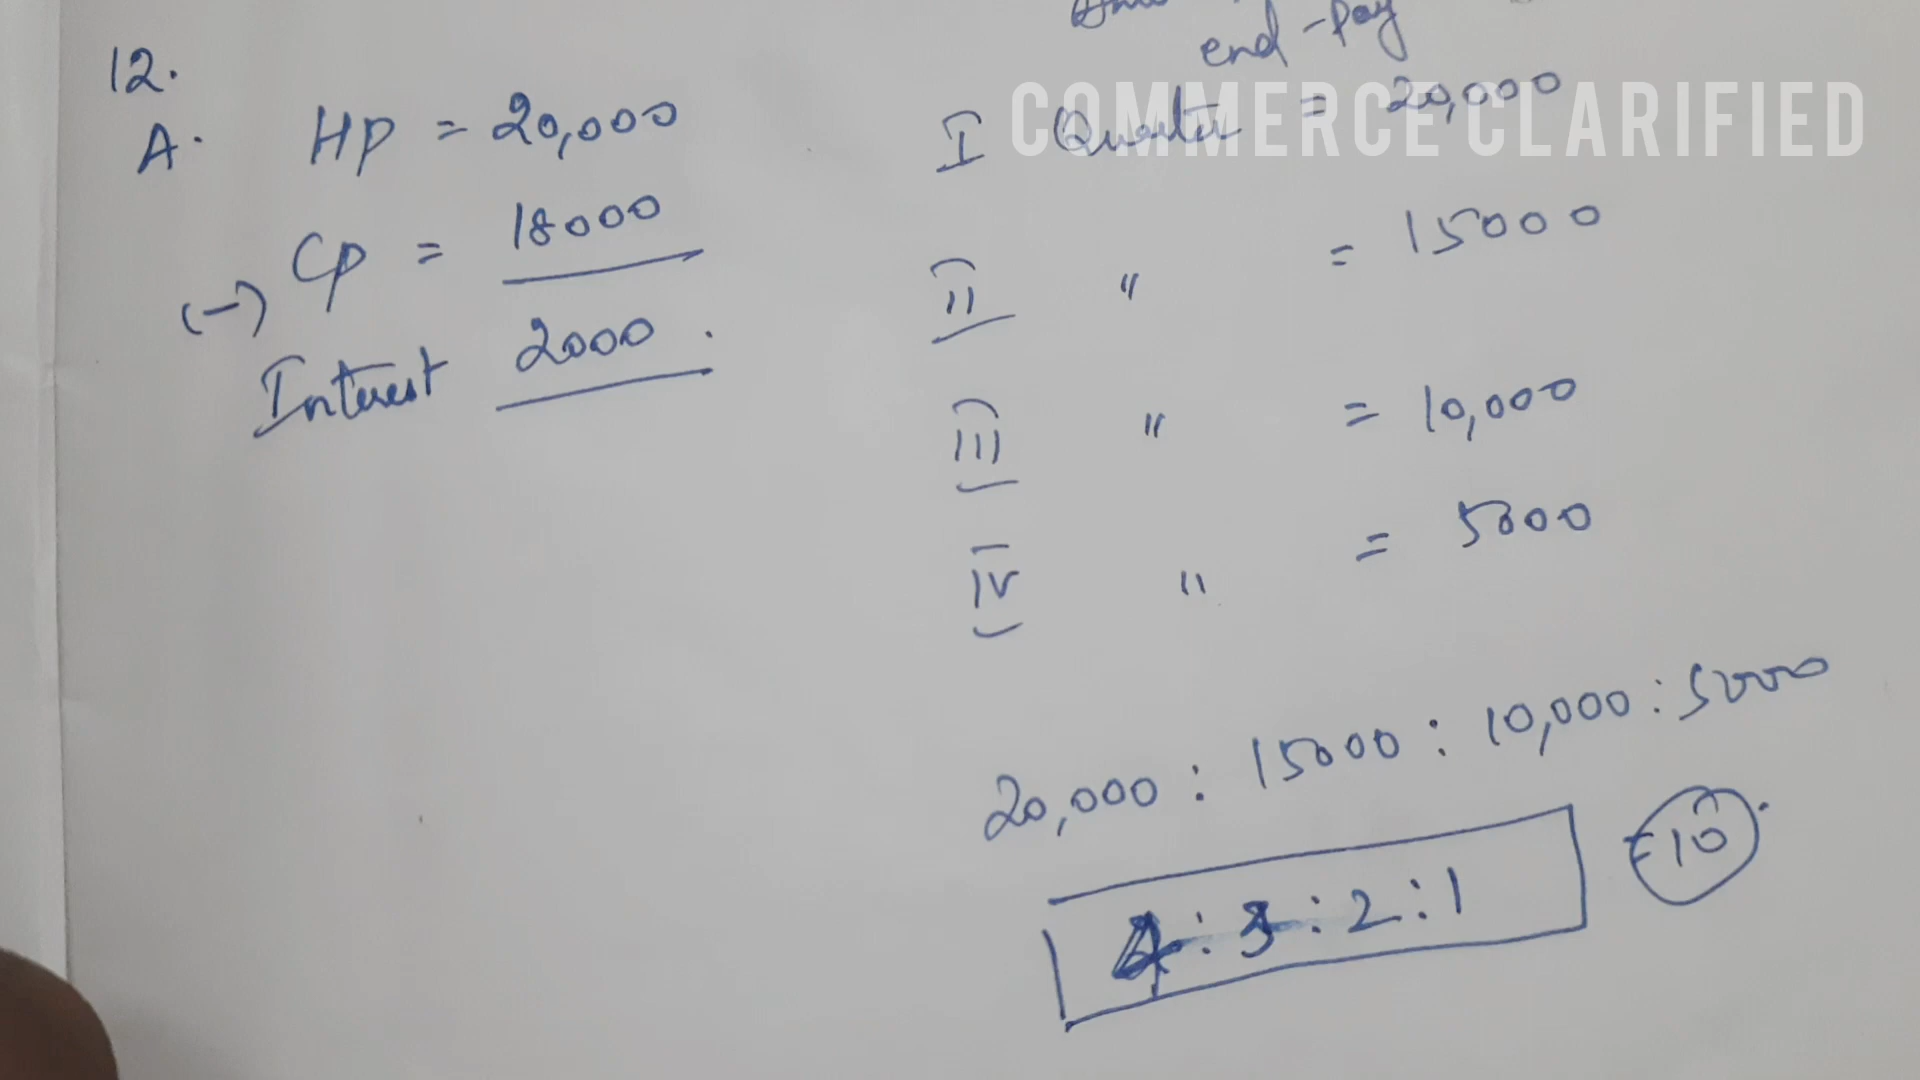 12.
A. HP = 20,000
(-) CP = 18000
Interest 2000.
end-pay
I Quarter = 20,000
II " = 15000
III " = 10,000
IV " = 5000
20,000 : 15000 : 10,000 : 5000
4 : 3 : 2 : 1 = 10.
COMMERCE CLARIFIED